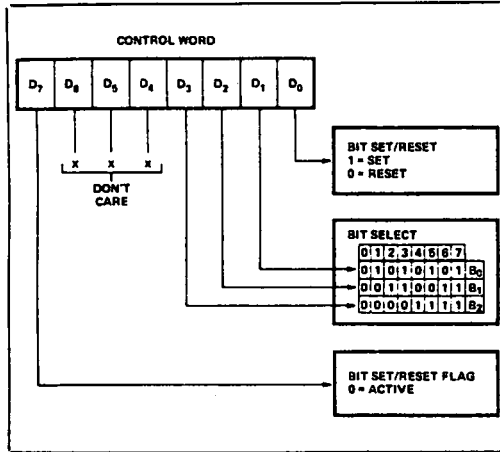 CONTROL WORD
D7 D6 D5 D4 D3 D2 D1 D0
X X X
DON'T
CARE
BIT SET/RESET
1 = SET
0 = RESET
BIT SELECT
0 1 2 3 4 5 6 7
0 1 0 1 0 1 0 1 B0
0 0 1 1 0 0 1 1 B1
0 0 0 0 1 1 1 1 B2
BIT SET/RESET FLAG
0 = ACTIVE